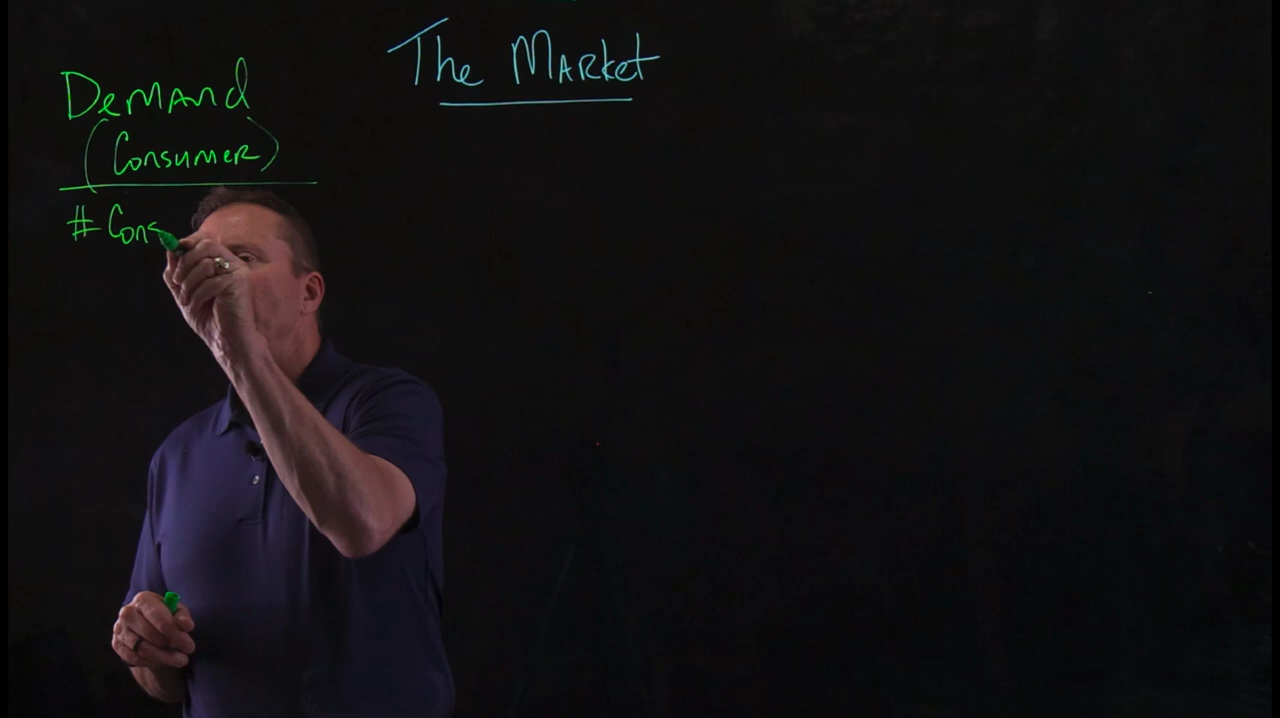 The Market
Demand
(Consumer)
# Cons